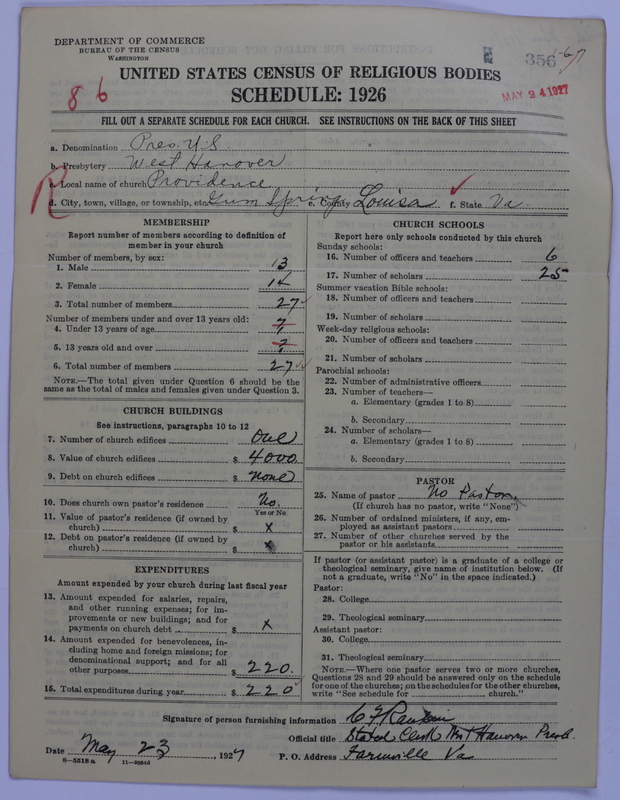 DEPARTMENT OF COMMERCE
BUREAU OF THE CENSUS
WASHINGTON
356-6/7
8 6
UNITED STATES CENSUS OF RELIGIOUS BODIES
SCHEDULE: 1926
MAY 24 1927
FILL OUT A SEPARATE SCHEDULE FOR EACH CHURCH. SEE INSTRUCTIONS ON THE BACK OF THIS SHEET
a. Denomination Pres. U.S.
b. Presbytery West Hanover
R
c. Local name of church Providence
d. City, town, village, or township, etc. Gum Spring e. County Louisa f. State Va.
MEMBERSHIP
Report number of members according to definition of
member in your church
Number of members, by sex:
1. Male 13
2. Female 14
3. Total number of members 27
Number of members under and over 13 years old:
4. Under 13 years of age ?
5. 13 years old and over ?
6. Total number of members 27
NOTE.—The total given under Question 6 should be the
same as the total of males and females given under Question 3.
CHURCH BUILDINGS
See instructions, paragraphs 10 to 12
7. Number of church edifices One
8. Value of church edifices $ 4000
9. Debt on church edifices $ none
10. Does church own pastor's residence No.
Yes or No
11. Value of pastor's residence (if owned by
church) $ x
12. Debt on pastor's residence (if owned by
church) $ x
EXPENDITURES
Amount expended by your church during last fiscal year
13. Amount expended for salaries, repairs,
and other running expenses; for im-
provements or new buildings; and for
payments on church debt $ x
14. Amount expended for benevolences, in-
cluding home and foreign missions; for
denominational support; and for all
other purposes $ 220.
15. Total expenditures during year $ 220
CHURCH SCHOOLS
Report here only schools conducted by this church
Sunday schools:
16. Number of officers and teachers 6
17. Number of scholars 25
Summer vacation Bible schools:
18. Number of officers and teachers
19. Number of scholars
Week-day religious schools:
20. Number of officers and teachers
21. Number of scholars
Parochial schools:
22. Number of administrative officers
23. Number of teachers—
a. Elementary (grades 1 to 8)
b. Secondary
24. Number of scholars—
a. Elementary (grades 1 to 8)
b. Secondary
PASTOR
25. Name of pastor No Pastor
(If church has no pastor, write "None")
26. Number of ordained ministers, if any, em-
ployed as assistant pastors
27. Number of other churches served by the
pastor or his assistants
If pastor (or assistant pastor) is a graduate of a college or
theological seminary, give name of institution below. (If
not a graduate, write "No" in the space indicated.)
Pastor:
28. College
29. Theological seminary
Assistant pastor:
30. College
31. Theological seminary
NOTE.—Where one pastor serves two or more churches,
Questions 28 and 29 should be answered only on the schedule
for one of the churches; on the schedules for the other churches,
write "See schedule for church."
Signature of person furnishing information C F Rankin
Official title Stated Clerk West Hanover Presb.
Date May 23, 1927 P. O. Address Farmville Va
8—5518 a